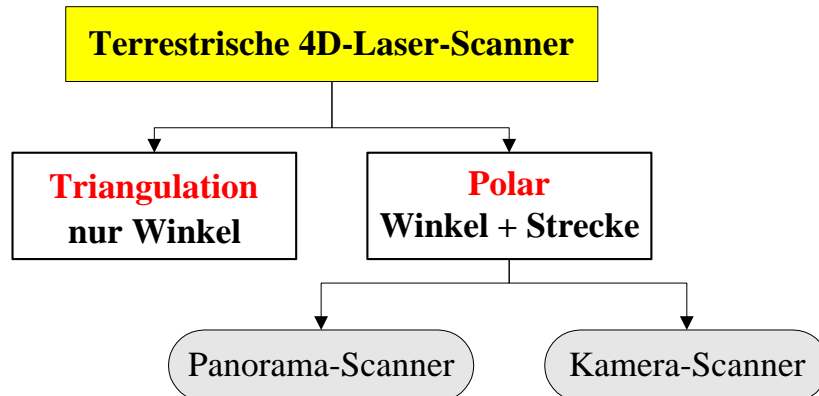 Terrestrische 4D-Laser-Scanner
Triangulation
nur Winkel
Polar
Winkel + Strecke
Panorama-Scanner
Kamera-Scanner